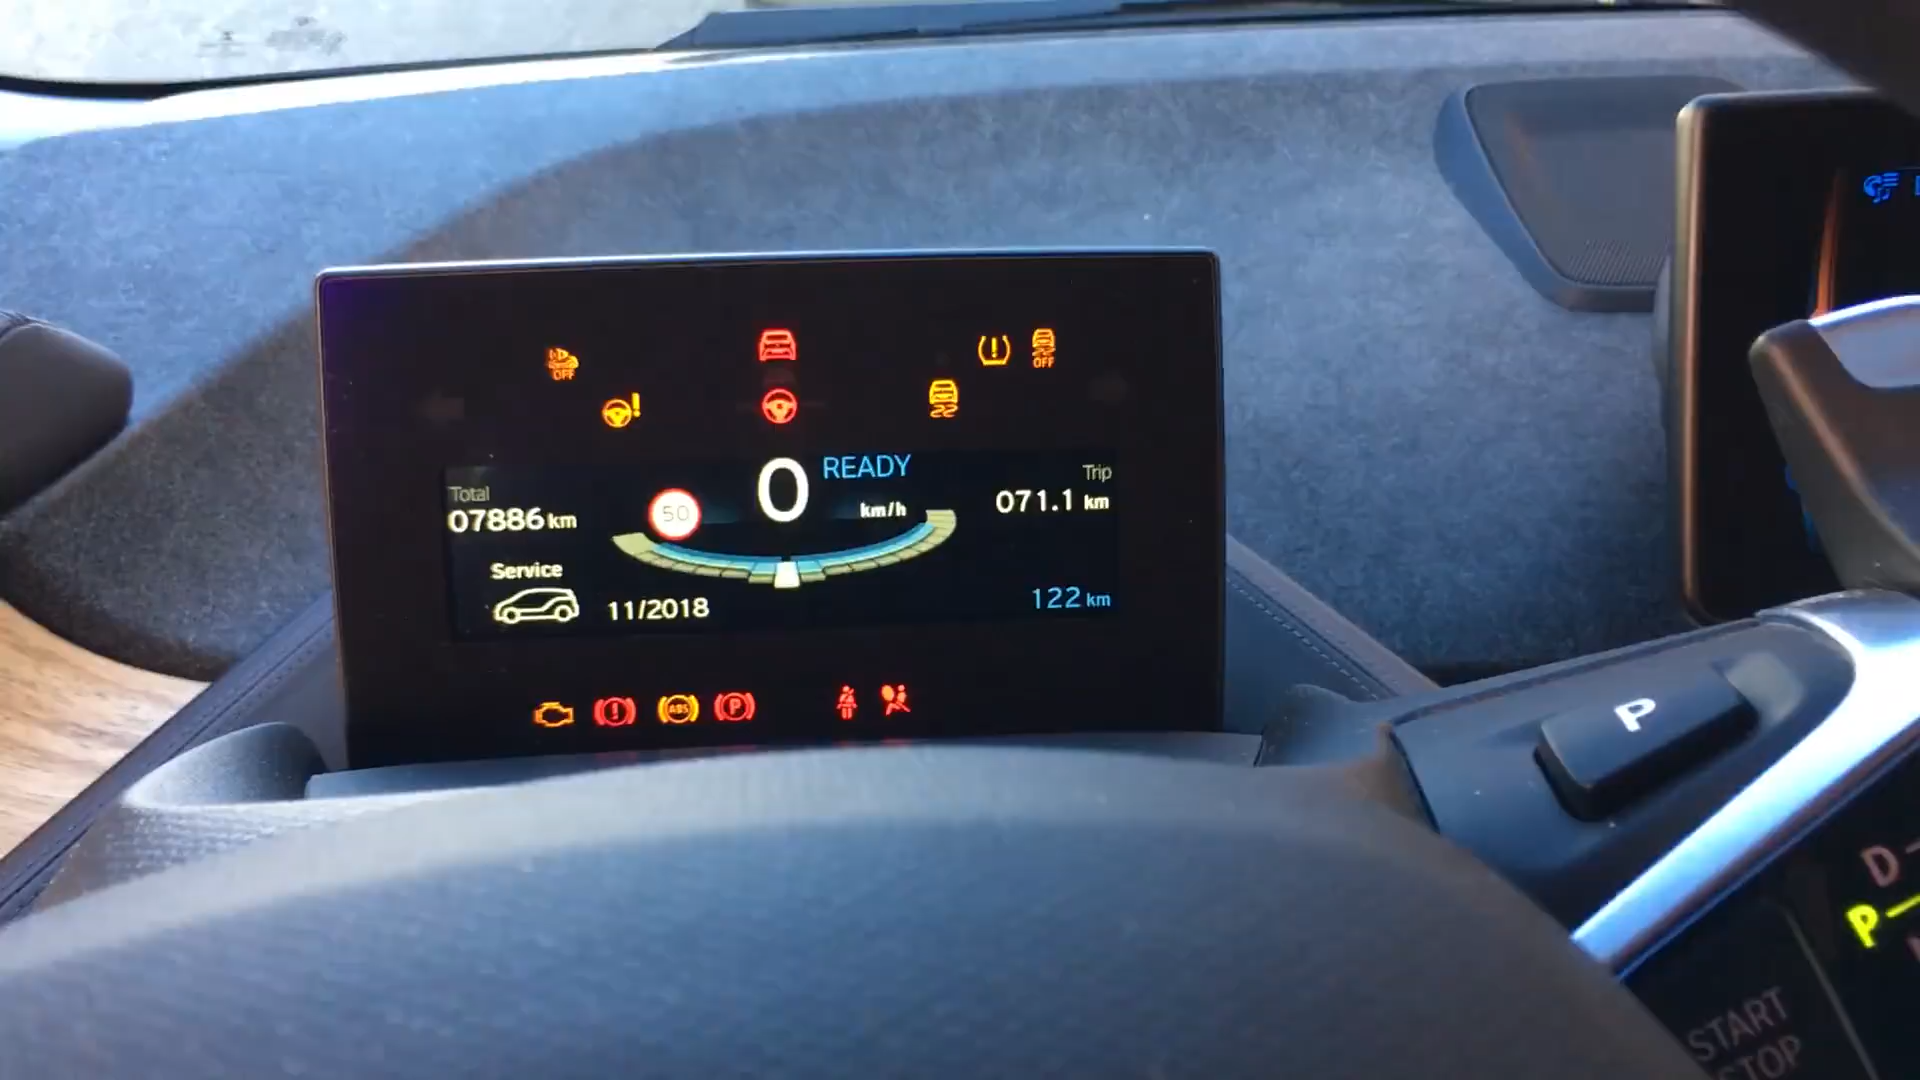 OFF
OFF
READY
0
km/h
50
Total
07886 km
Trip
071.1 km
Service
11/2018
122 km
ABS
P
P
D
P
START
STOP